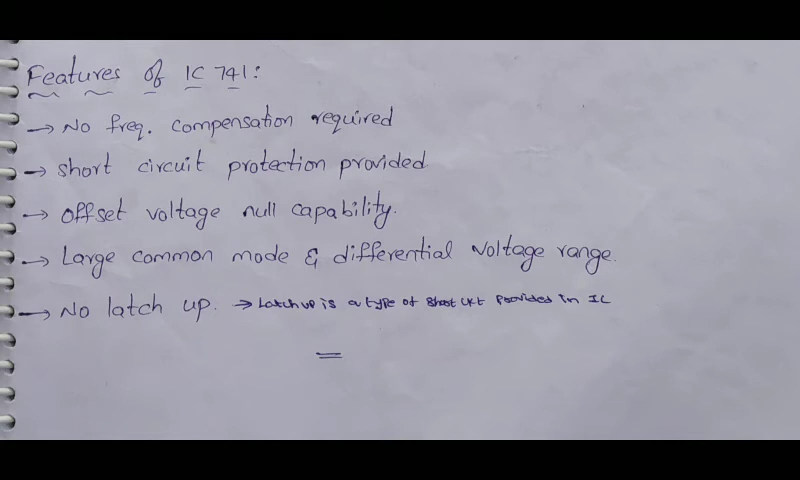 Features of IC 741:
→ No freq. compensation required
→ short circuit protection provided
→ offset voltage null capability.
→ Large common mode & differential voltage range.
→ No latch up. → Latch up is a type of short ckt provided in IC